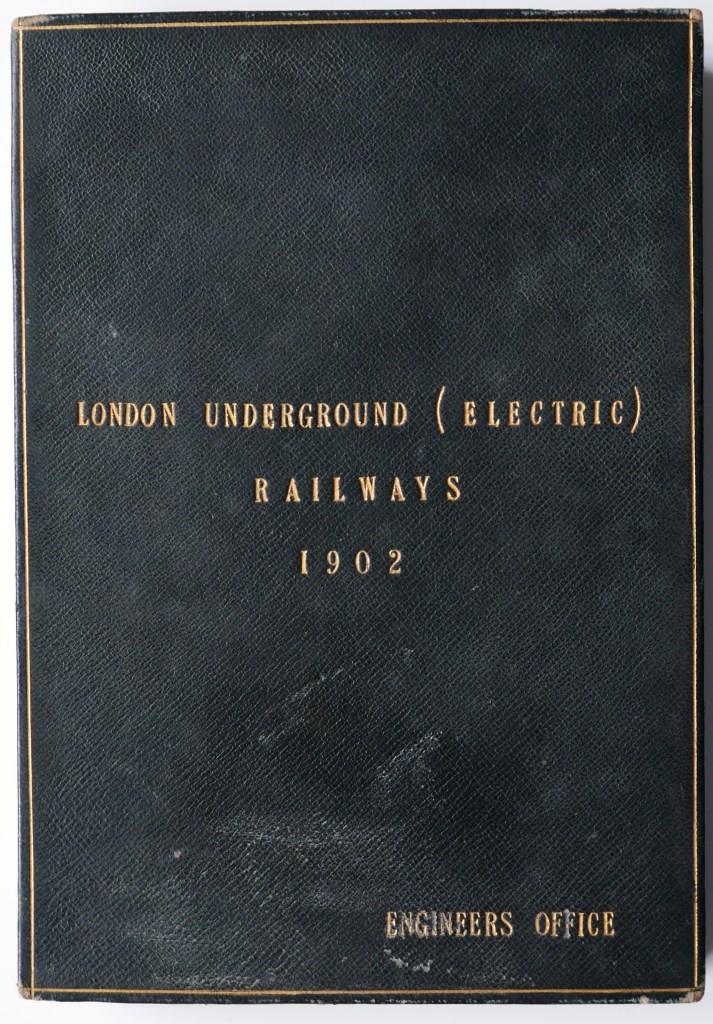 LONDON UNDERGROUND (ELECTRIC)
RAILWAYS
1902
ENGINEERS OFFICE